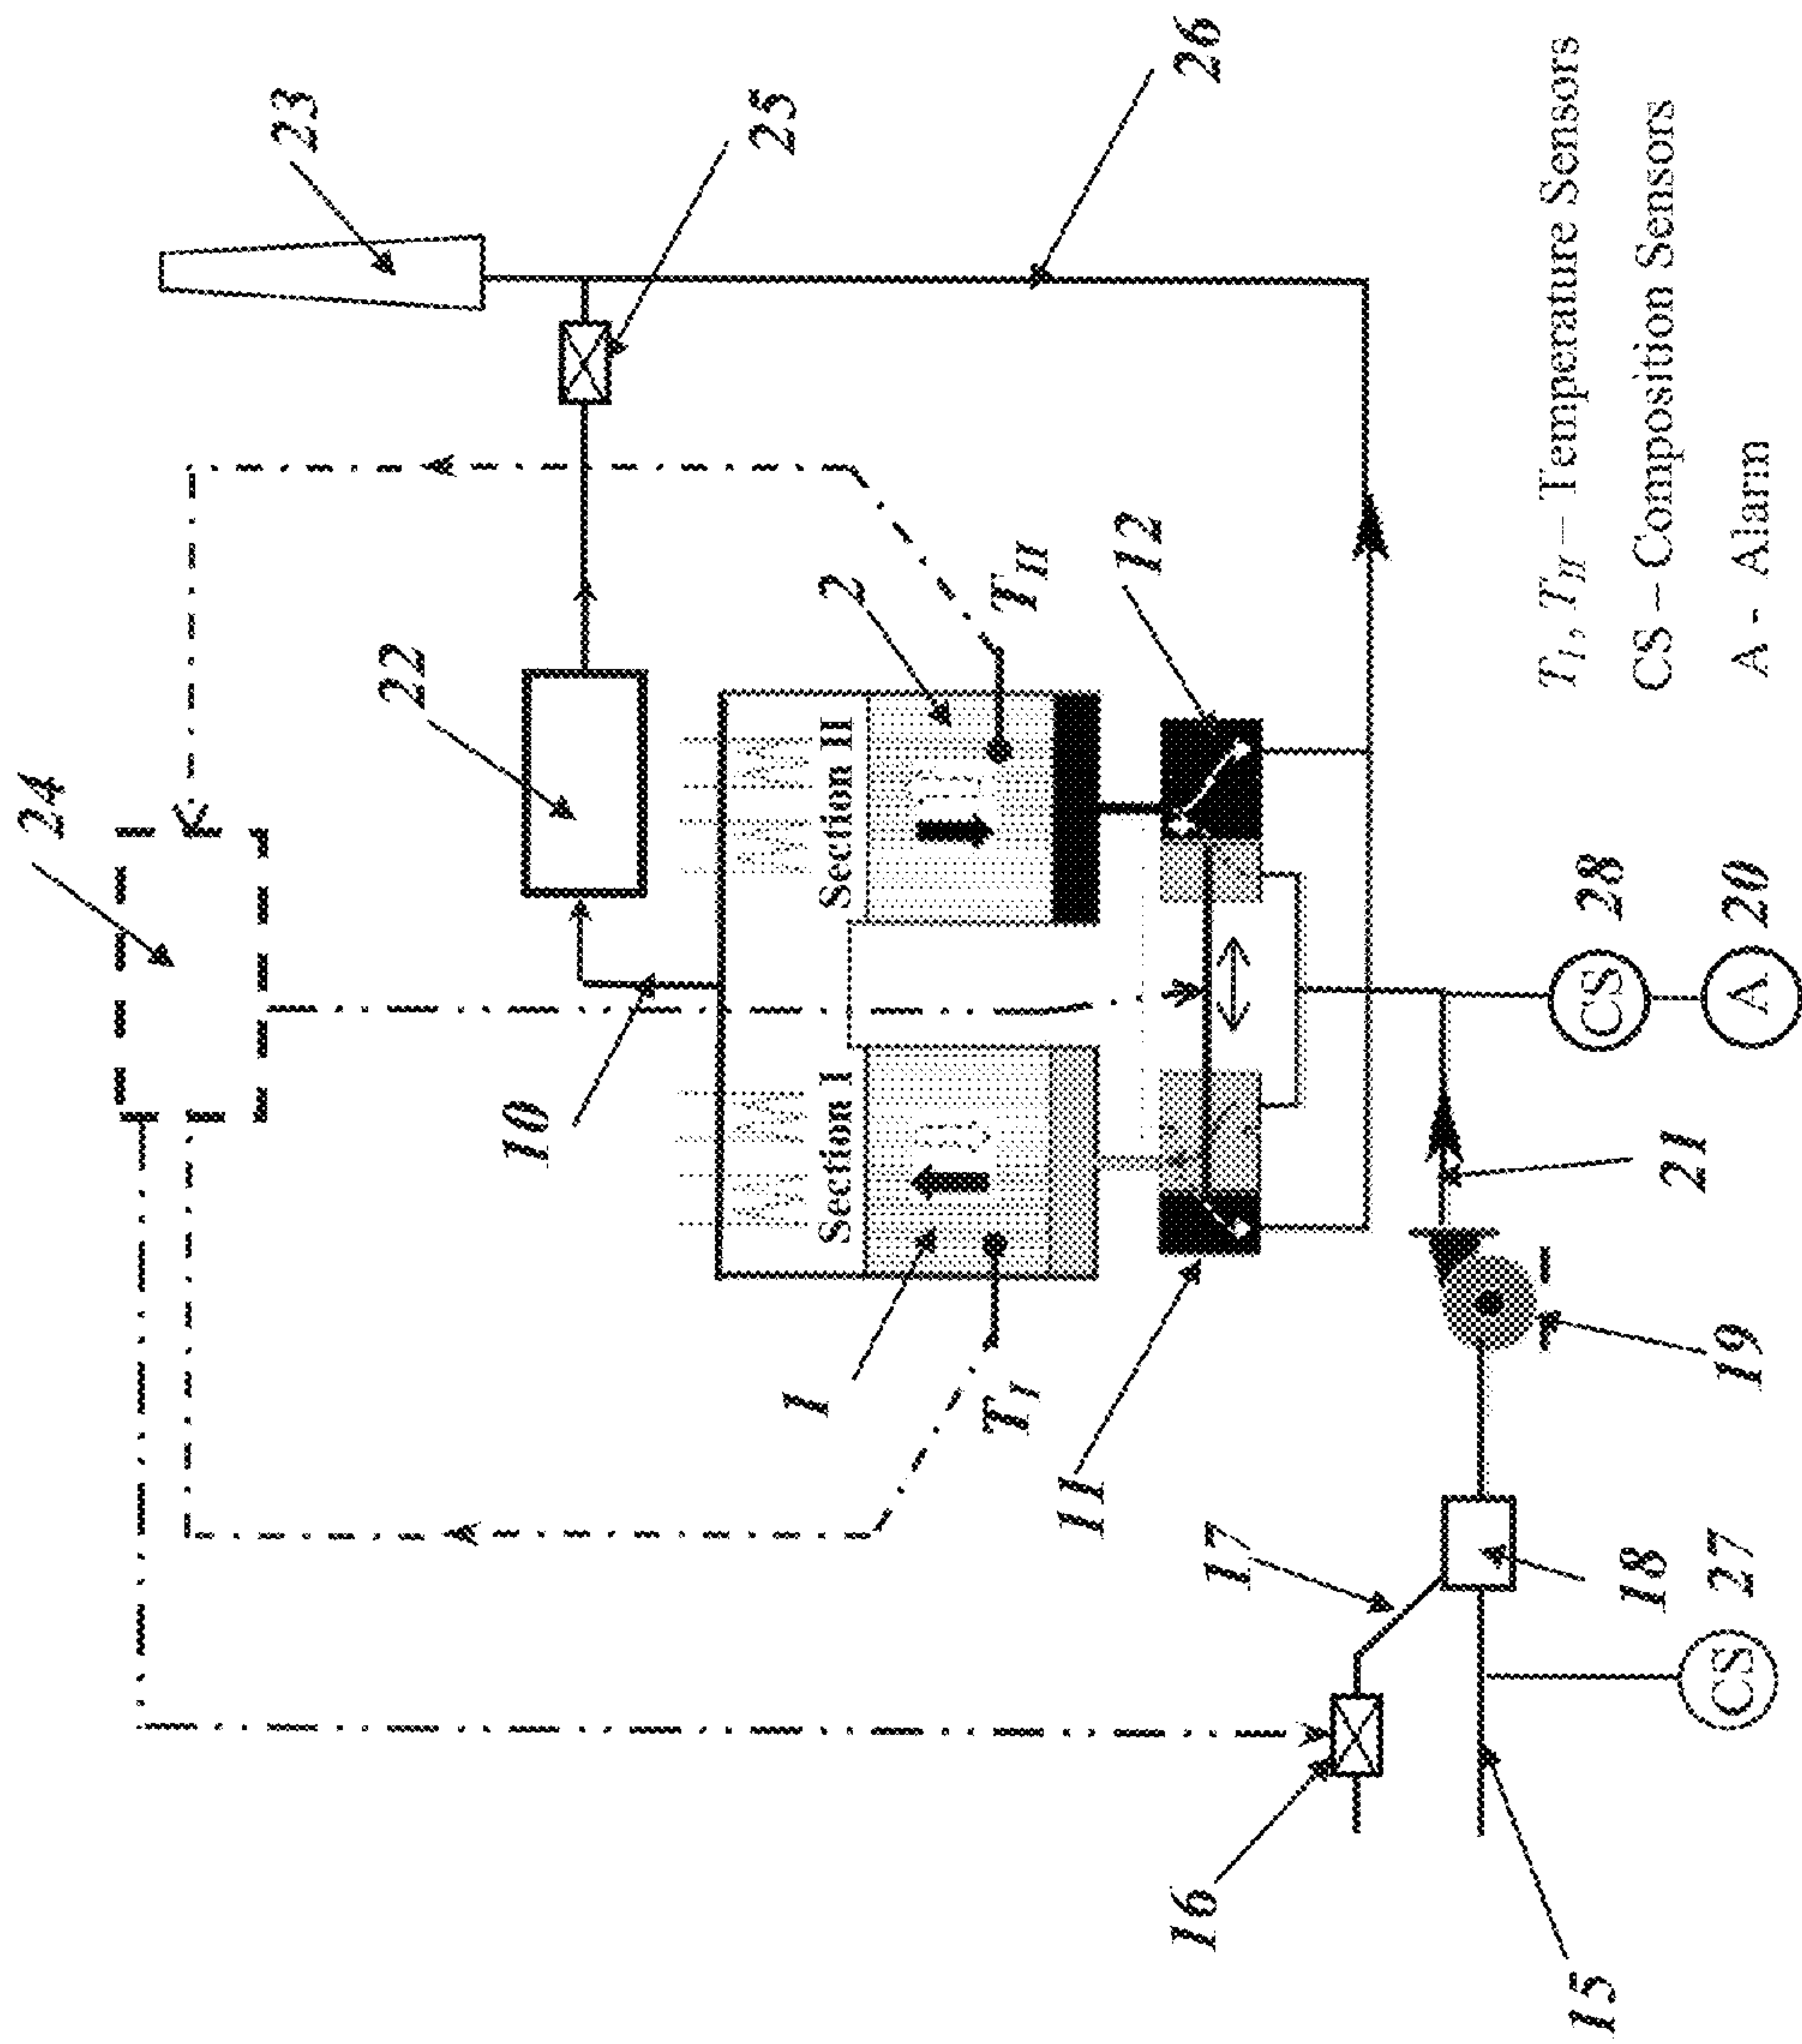 24
23
22
25
10
26
Section I
Section II
1
2
T_I
T_II
11
12
17
16
21
19
18
15
CS
27
CS
28
A
20
T_I, T_II – Temperature Sensors
CS – Composition Sensors
A - Alarm